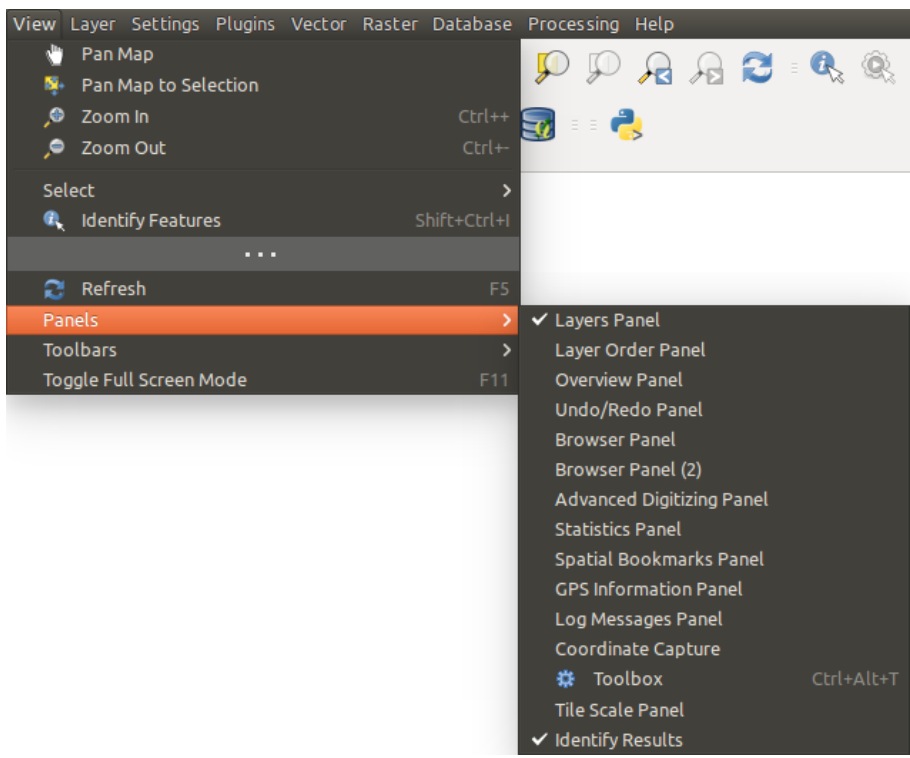 View Layer Settings Plugins Vector Raster Database Processing Help
Pan Map
Pan Map to Selection
Zoom In Ctrl++
Zoom Out Ctrl+-
Select
Identify Features Shift+Ctrl+I
...
Refresh F5
Panels
Toolbars
Toggle Full Screen Mode F11
Layers Panel
Layer Order Panel
Overview Panel
Undo/Redo Panel
Browser Panel
Browser Panel (2)
Advanced Digitizing Panel
Statistics Panel
Spatial Bookmarks Panel
GPS Information Panel
Log Messages Panel
Coordinate Capture
Toolbox Ctrl+Alt+T
Tile Scale Panel
Identify Results